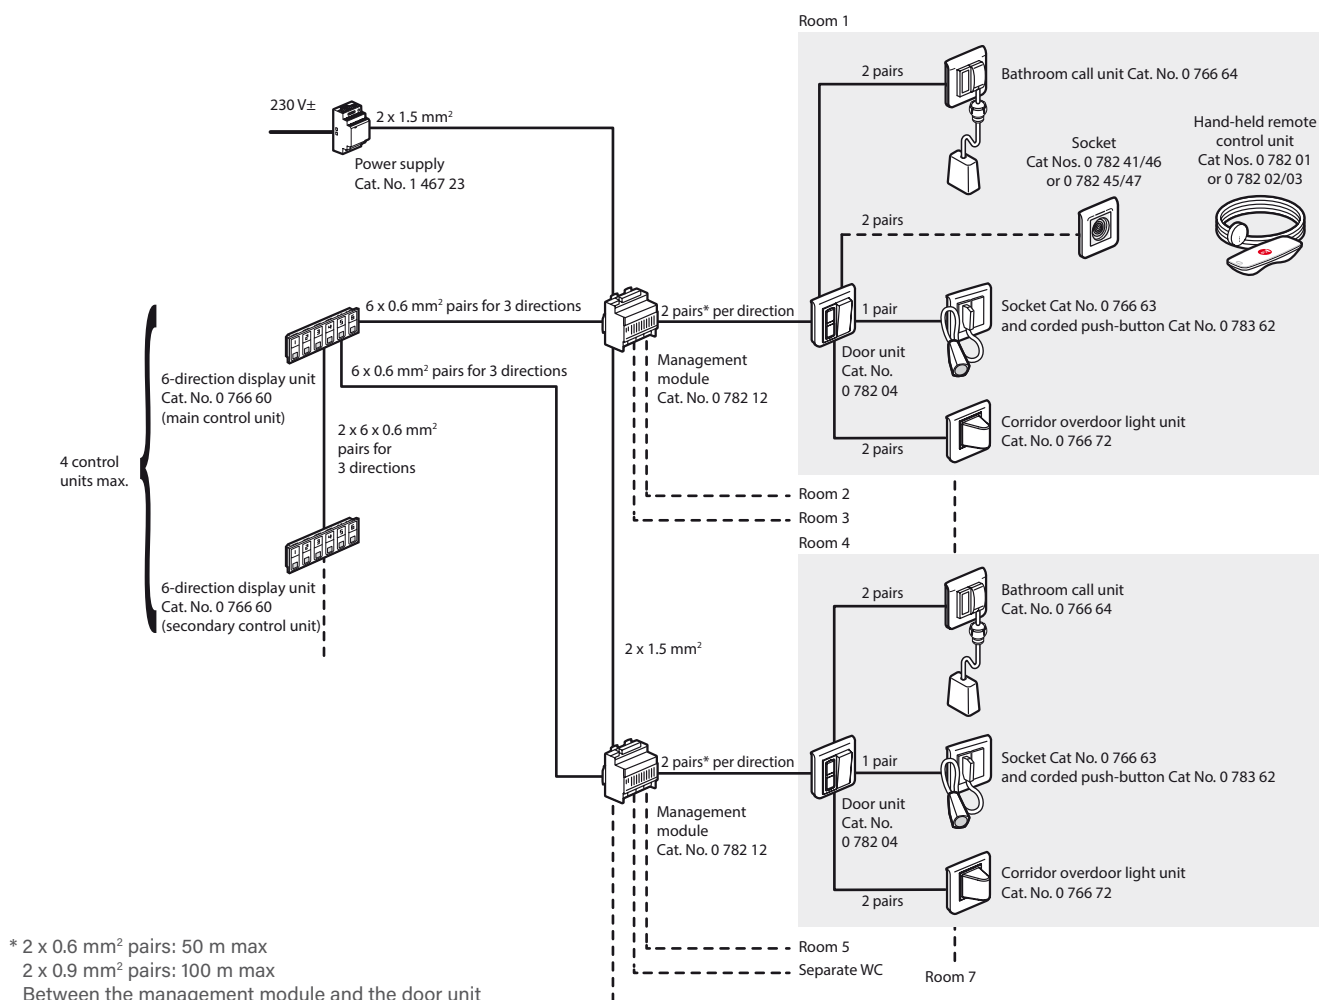 Room 1
2 pairs
Bathroom call unit Cat. No. 0 766 64
230 V±
2 x 1.5 mm²
Power supply
Cat. No. 1 467 23
Socket
Cat Nos. 0 782 41/46
or 0 782 45/47
Hand-held remote
control unit
Cat Nos. 0 782 01
or 0 782 02/03
2 pairs
6 x 0.6 mm² pairs for 3 directions
2 pairs* per direction
1 pair
Socket Cat No. 0 766 63
and corded push-button Cat No. 0 783 62
1 2 3 4 5 6
6-direction display unit
Cat. No. 0 766 60
(main control unit)
6 x 0.6 mm² pairs for 3 directions
Management
module
Cat. No. 0 782 12
Door unit
Cat. No.
0 782 04
Corridor overdoor light unit
Cat. No. 0 766 72
2 pairs
2 x 6 x 0.6 mm²
pairs for
3 directions
4 control
units max.
Room 2
Room 3
Room 4
1 2 3 4 5 6
6-direction display unit
Cat. No. 0 766 60
(secondary control unit)
2 pairs
Bathroom call unit
Cat. No. 0 766 64
2 x 1.5 mm²
2 pairs* per direction
1 pair
Socket Cat No. 0 766 63
and corded push-button Cat No. 0 783 62
Management
module
Cat. No. 0 782 12
Door unit
Cat. No.
0 782 04
Corridor overdoor light unit
Cat. No. 0 766 72
2 pairs
Room 5
Separate WC
Room 7
* 2 x 0.6 mm² pairs: 50 m max
2 x 0.9 mm² pairs: 100 m max
Between the management module and the door unit